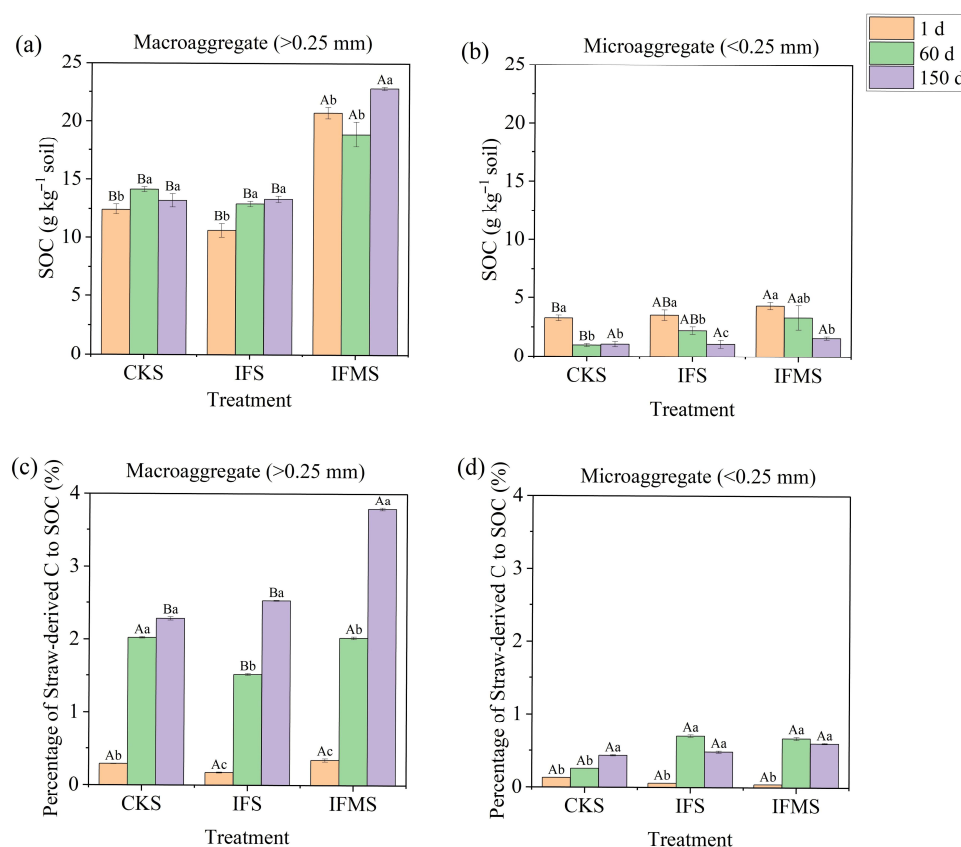 1 d
60 d
150 d
(a)
Macroaggregate (>0.25 mm)
SOC (g kg⁻¹ soil)
25
20
15
10
5
0
Bb
Ba
Ba
Bb
Ba
Ba
Ab
Ab
Aa
CKS
IFS
IFMS
Treatment
(b)
Microaggregate (<0.25 mm)
SOC (g kg⁻¹ soil)
25
20
15
10
5
0
Ba
Bb
Ab
ABa
ABb
Ac
Aa
Aab
Ab
CKS
IFS
IFMS
Treatment
(c)
Macroaggregate (>0.25 mm)
Percentage of Straw-derived C to SOC (%)
4
3
2
1
0
Ab
Aa
Ba
Ac
Bb
Ba
Ac
Ab
Aa
CKS
IFS
IFMS
Treatment
(d)
Microaggregate (<0.25 mm)
Percentage of Straw-derived C to SOC (%)
4
3
2
1
0
Ab
Ab
Aa
Ab
Aa
Aa
Ab
Aa
Aa
CKS
IFS
IFMS
Treatment